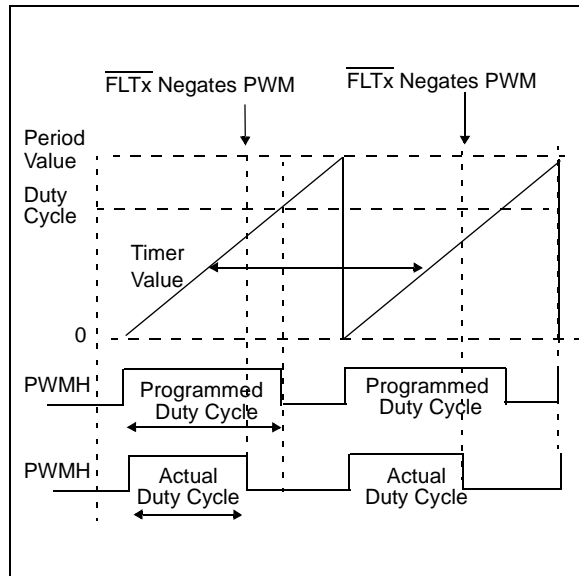 FLTx Negates PWM
FLTx Negates PWM
Period
Value
Duty
Cycle
Timer
Value
0
PWMH
Programmed
Duty Cycle
Programmed
Duty Cycle
PWMH
Actual
Duty Cycle
Actual
Duty Cycle